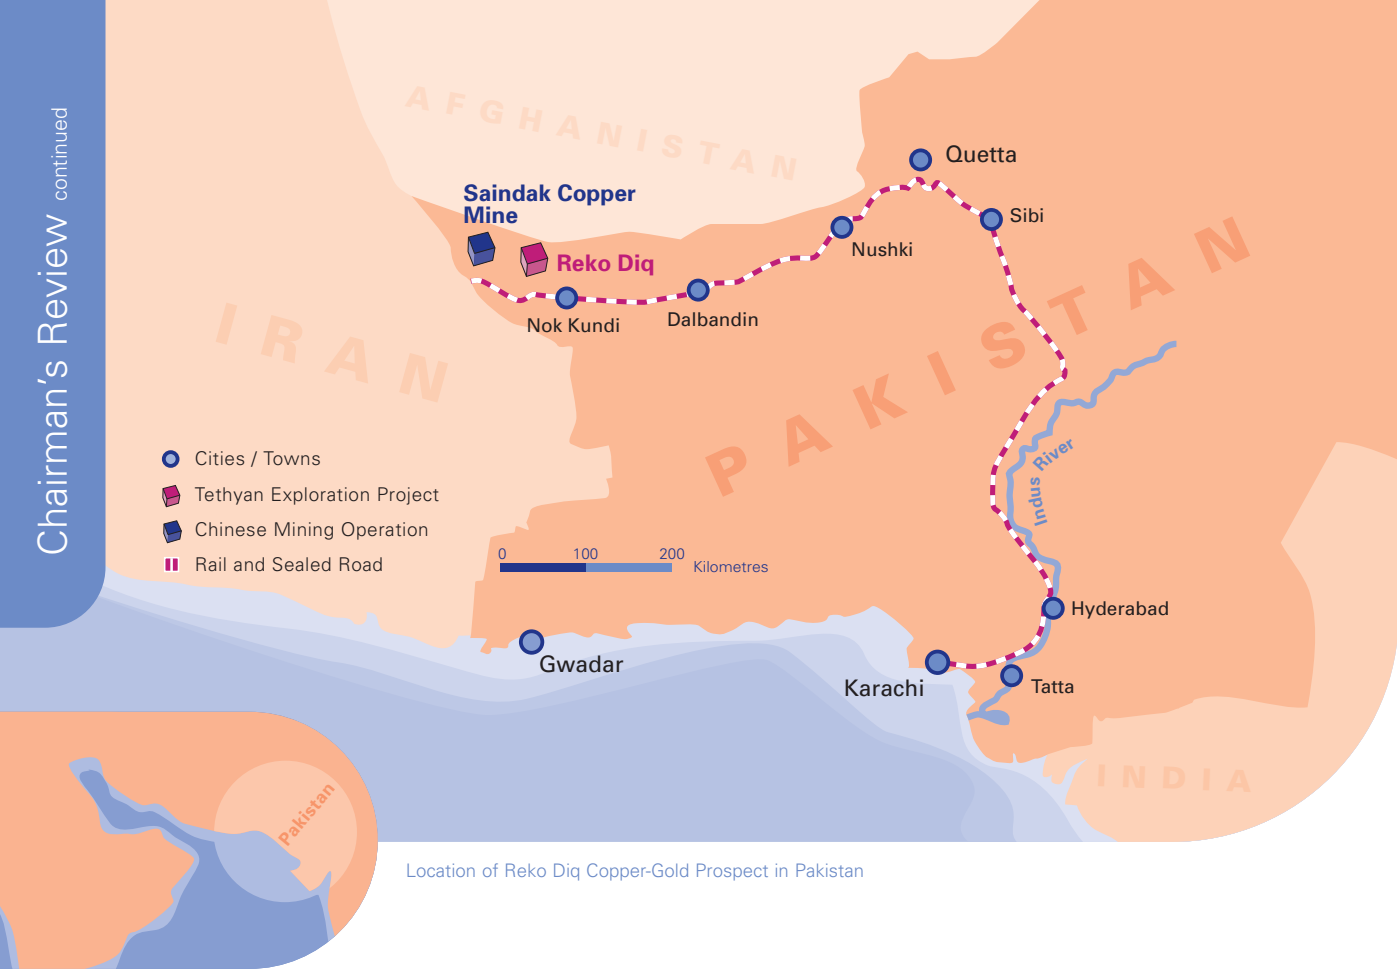 Chairman's Review continued
AFGHANISTAN
Quetta
Saindak Copper
Mine
Sibi
Nushki
Reko Diq
PAKISTAN
Nok Kundi
Dalbandin
IRAN
Cities / Towns
Tethyan Exploration Project
Chinese Mining Operation
Rail and Sealed Road
Indus River
0 100 200
Kilometres
Hyderabad
Gwadar
Karachi
Tatta
INDIA
Pakistan
Location of Reko Diq Copper-Gold Prospect in Pakistan